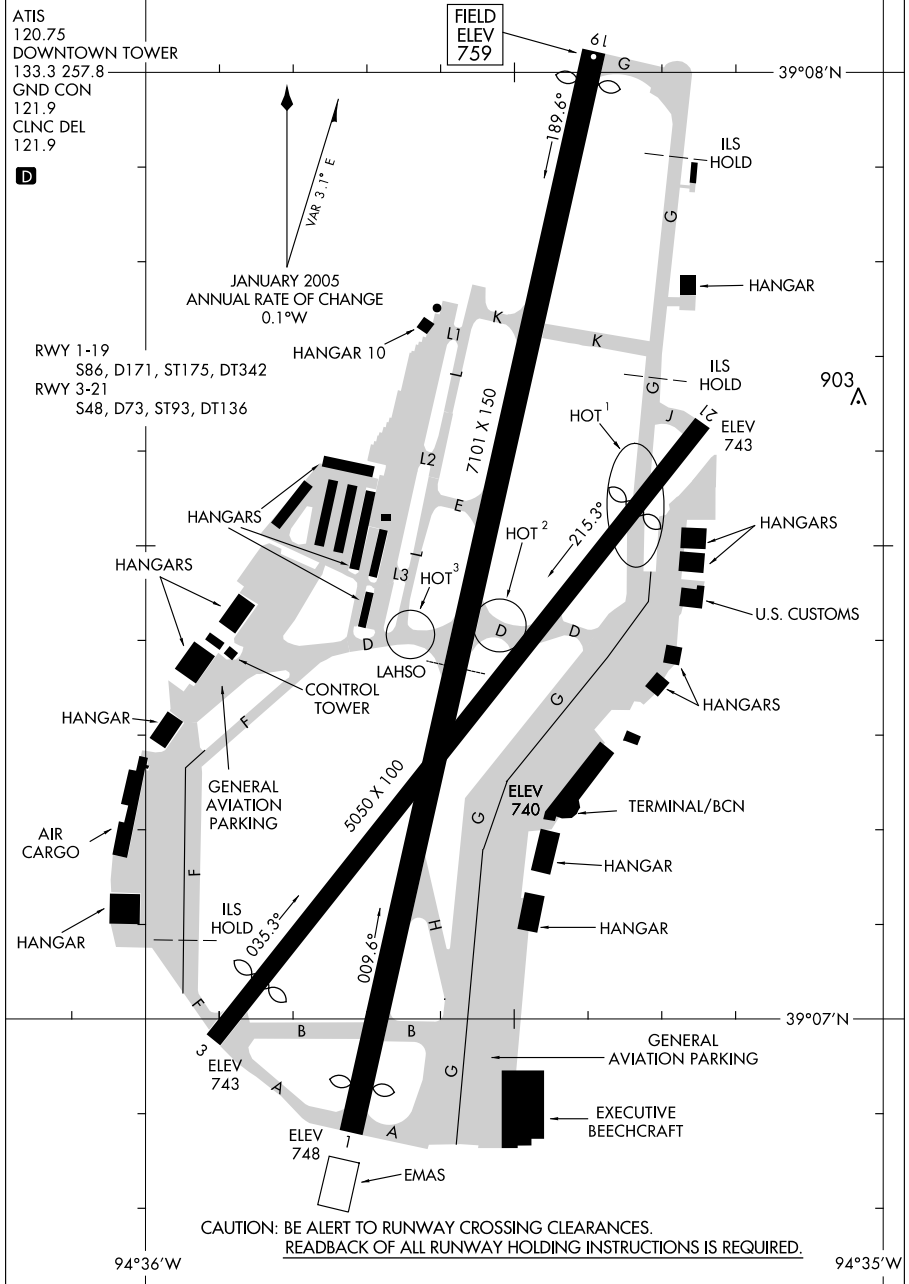 ATIS
120.75
DOWNTOWN TOWER
133.3 257.8
GND CON
121.9
CLNC DEL
121.9
D
FIELD
ELEV
759
19
G
39°08'N
189.6°
VAR 3.1° E
ILS
HOLD
G
JANUARY 2005
ANNUAL RATE OF CHANGE
0.1°W
HANGAR
HANGAR 10
L1
K
K
RWY 1-19
S86, D171, ST175, DT342
RWY 3-21
S48, D73, ST93, DT136
L
G
ILS
HOLD
903
J
21
ELEV
743
HOT 1
7101 X 150
L2
E
HANGARS
HOT 2
215.3°
HANGARS
HANGARS
L
L3
HOT 3
U.S. CUSTOMS
D
D
D
LAHSO
CONTROL
TOWER
HANGARS
HANGAR
F
G
GENERAL
AVIATION
PARKING
5050 X 100
ELEV
740
TERMINAL/BCN
G
AIR
CARGO
HANGAR
F
ILS
HOLD
035.3°
009.6°
H
HANGAR
HANGAR
F
B
B
39°07'N
3
ELEV
743
A
G
GENERAL
AVIATION PARKING
EXECUTIVE
BEECHCRAFT
ELEV
748
1
A
EMAS
CAUTION: BE ALERT TO RUNWAY CROSSING CLEARANCES.
READBACK OF ALL RUNWAY HOLDING INSTRUCTIONS IS REQUIRED.
94°36'W
94°35'W